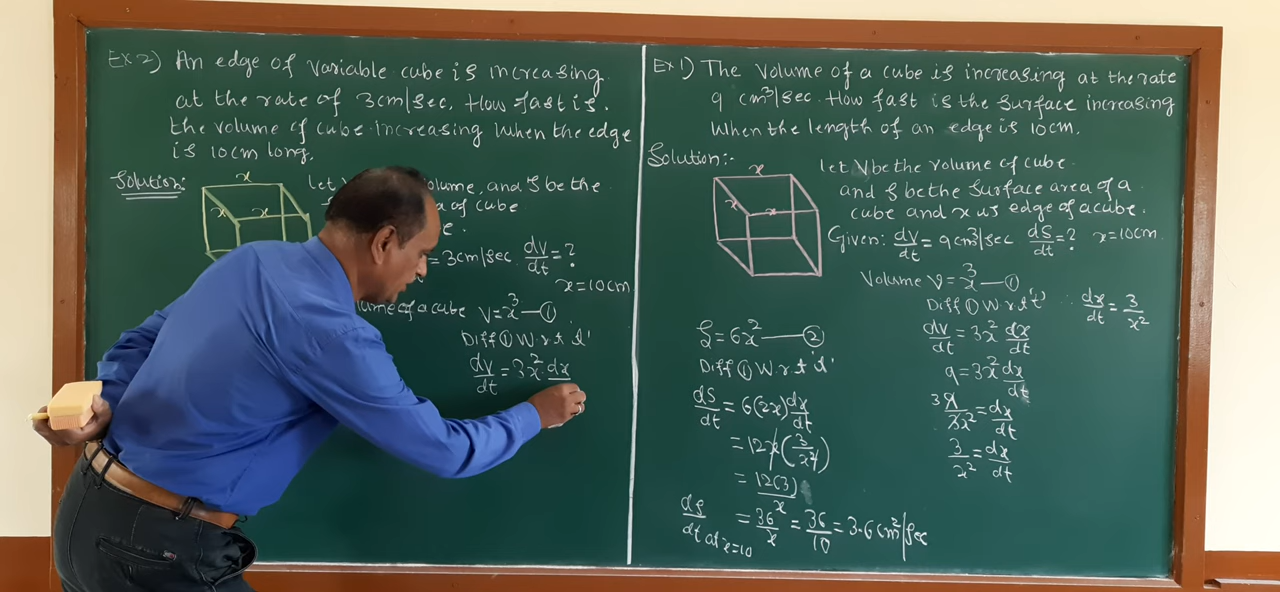 Ex 2) An edge of variable cube is increasing
at the rate of 3cm/sec. How fast is.
the volume of cube increasing when the edge
is 10cm long.
Solution:
x
x
x
Let olume, and S be the
a of cube
e.
= 3cm/sec dv/dt = ?
x = 10cm
lume of a cube V = x³ — ①
Diff ① w.r.t 't'
dv/dt = 3x² . dx
Ex 1) The volume of a cube is increasing at the rate
9 cm³/sec. How fast is the surface increasing
when the length of an edge is 10cm.
Solution:-
x
x
x
let V be the volume of cube.
and S be the surface area of a
cube and x is edge of a cube.
Given: dv/dt = 9cm³/sec dS/dt = ? x = 10cm.
Volume V = x³ — ①
Diff ① w.r.t 't' ∴ dx/dt = 3/x²
dv/dt = 3x² dx/dt
9 = 3x² dx/dt
3 9/3x² = dx/dt
3/x² = dx/dt
S = 6x² — ②
Diff ① w.r.t 't'
dS/dt = 6(2x) dx/dt
= 12x (3/x²)
= 12(3)/x
dS/dt at x=10 = 36/x = 36/10 = 3.6 cm²/sec